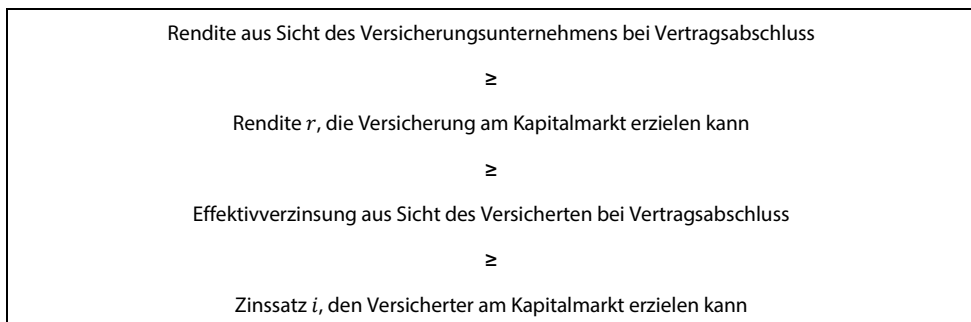 Rendite aus Sicht des Versicherungsunternehmens bei Vertragsabschluss
≥
Rendite r, die Versicherung am Kapitalmarkt erzielen kann
≥
Effektivverzinsung aus Sicht des Versicherten bei Vertragsabschluss
≥
Zinssatz i, den Versicherter am Kapitalmarkt erzielen kann